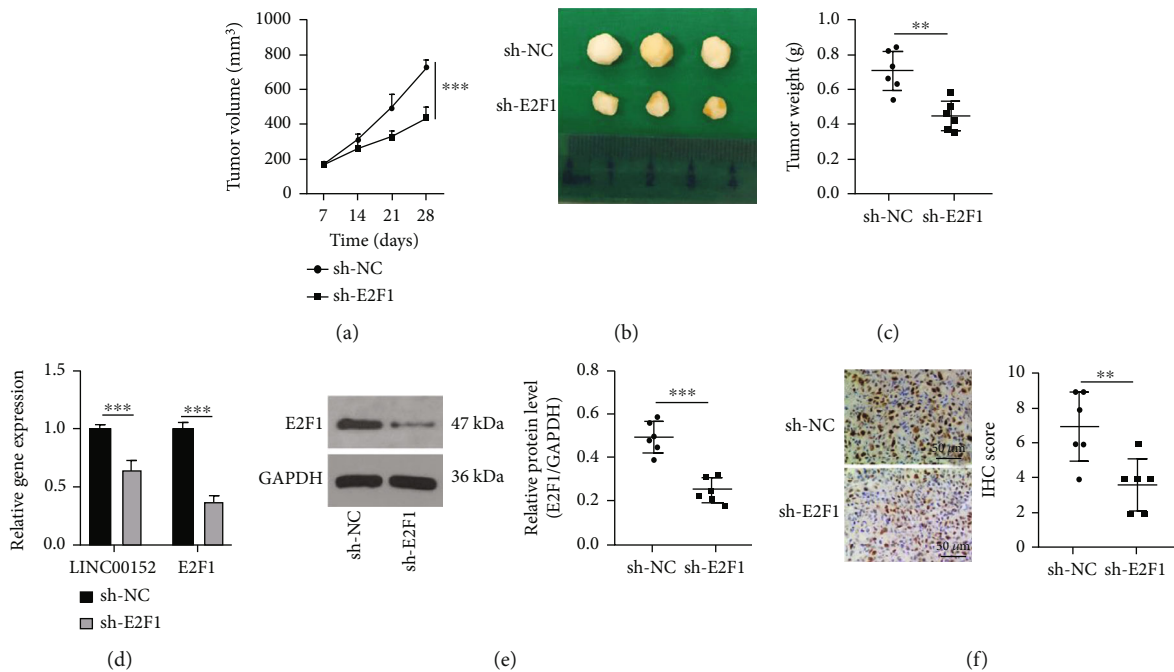 Tumor volume (mm³)
1000
800
600
400
200
0
7 14 21 28
Time (days)
***
sh-NC
sh-E2F1
(a)
sh-NC
sh-E2F1
1 2 3 4
(b)
Tumor weight (g)
1.0
0.8
0.6
0.4
0.2
0.0
**
sh-NC sh-E2F1
(c)
Relative gene expression
1.5
1.0
0.5
0.0
*** ***
LINC00152 E2F1
sh-NC
sh-E2F1
(d)
E2F1 47 kDa
GAPDH 36 kDa
sh-NC
sh-E2F1
Relative protein level
(E2F1/GAPDH)
0.8
0.6
0.4
0.2
0.0
***
sh-NC sh-E2F1
(e)
sh-NC
50 μm
sh-E2F1
50 μm
IHC score
10
8
6
4
2
0
**
sh-NC sh-E2F1
(f)